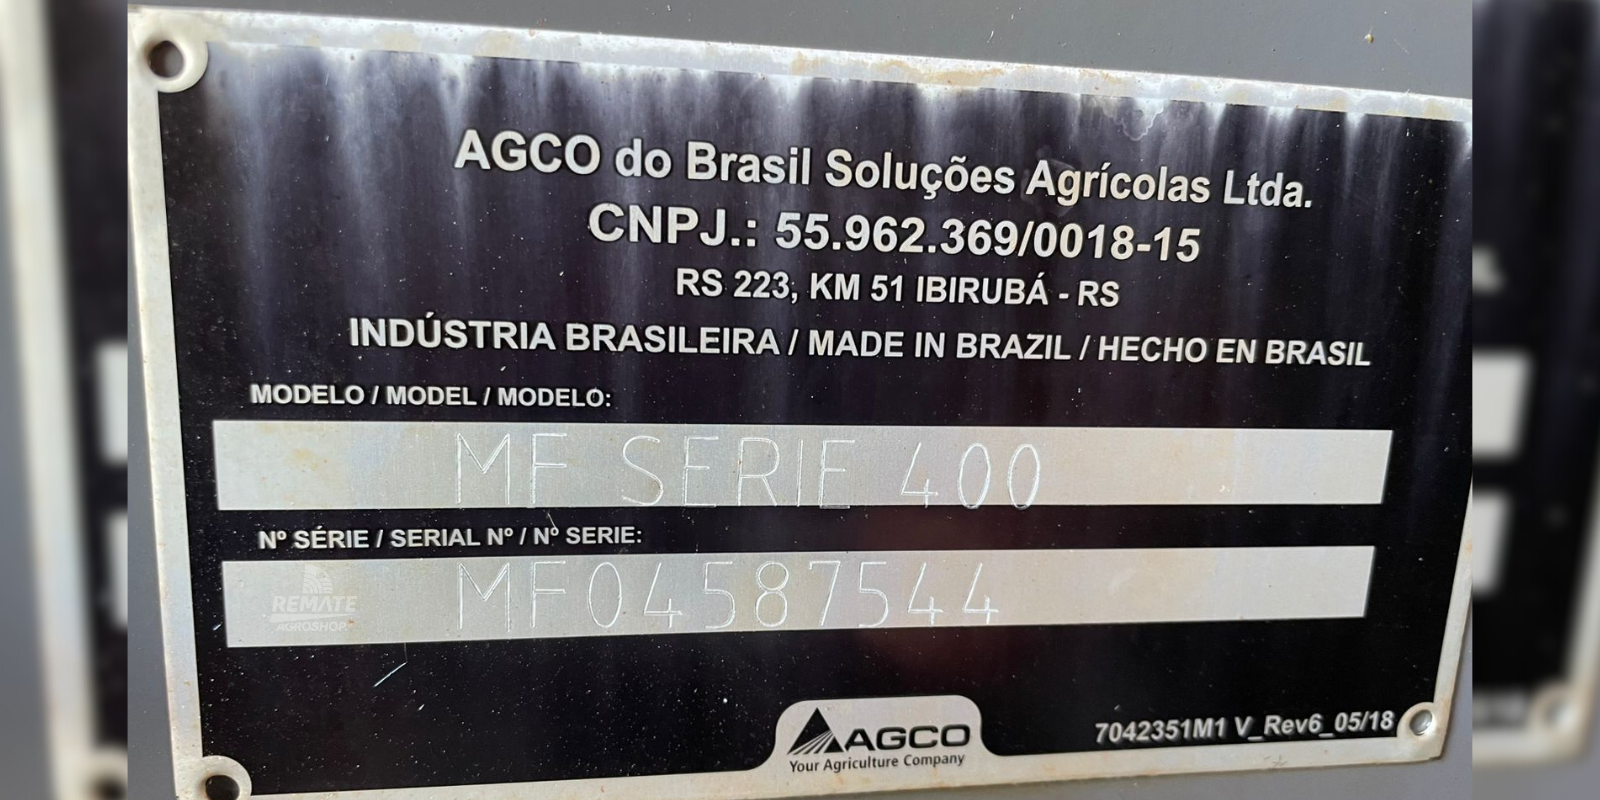 AGCO do Brasil Soluções Agrícolas Ltda.
CNPJ.: 55.962.369/0018-15
RS 223, KM 51 IBIRUBÁ - RS
INDÚSTRIA BRASILEIRA / MADE IN BRAZIL / HECHO EN BRASIL
MODELO / MODEL / MODELO:
MF SERIE 400
Nº SÉRIE / SERIAL Nº / Nº SERIE:
REMATE
AGROSHOP
MF04587544
AGCO
Your Agriculture Company
7042351M1 V_Rev6_05/18